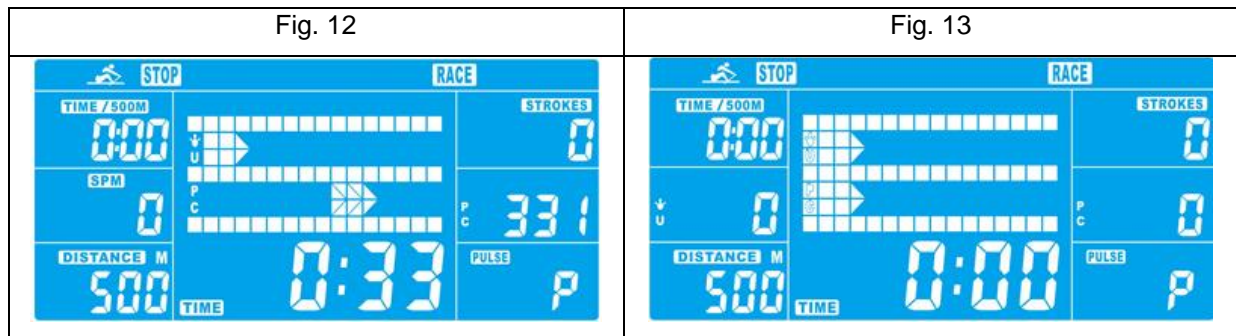 Fig. 12
STOP RACE
TIME / 500M
0:00
STROKES
0
U
SPM
0
P
C
P
C
331
DISTANCE M
500
TIME
0:33
PULSE
P
Fig. 13
STOP RACE
TIME / 500M
0:00
STROKES
0
U
0
P
C
0
DISTANCE M
500
TIME
0:00
PULSE
P